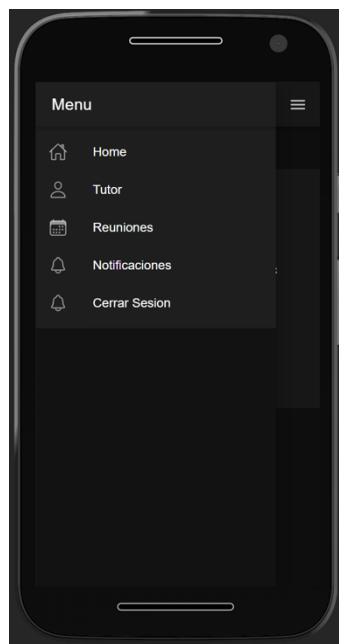 Menu
Home
Tutor
Reuniones
Notificaciones
Cerrar Sesion